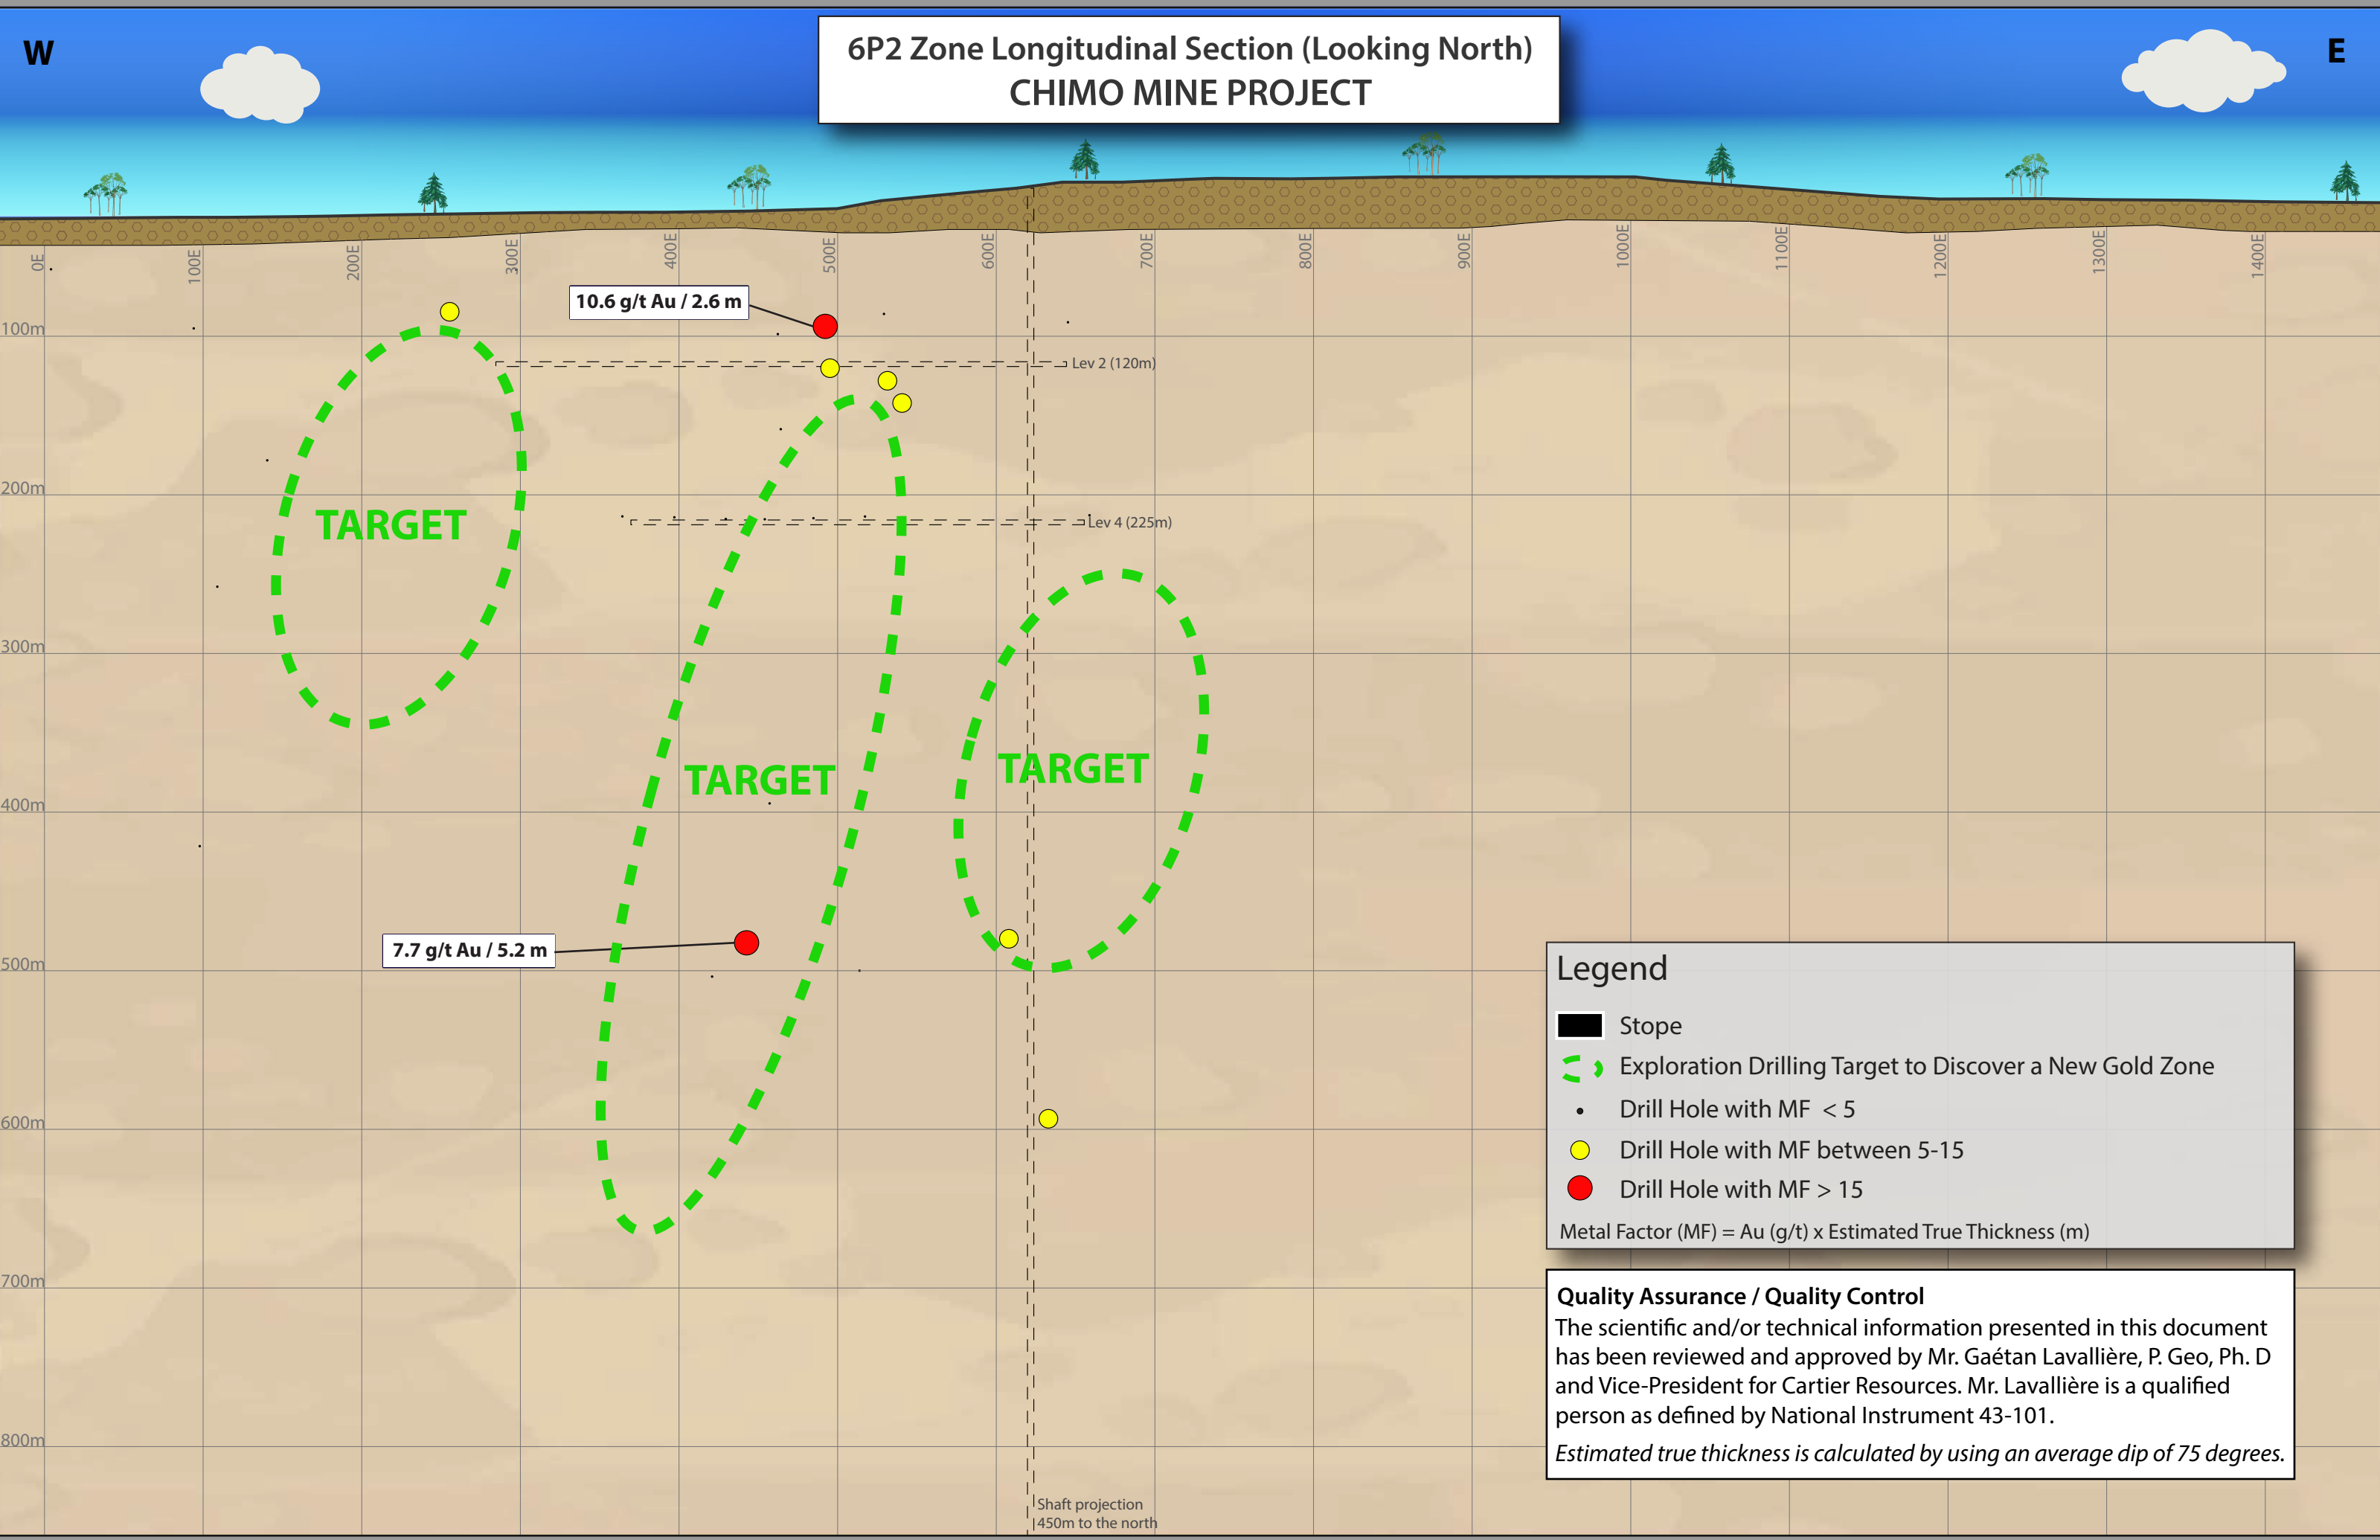 W
6P2 Zone Longitudinal Section (Looking North)
CHIMO MINE PROJECT
E
0E
100E
200E
300E
400E
500E
600E
700E
800E
900E
1000E
1100E
1200E
1300E
1400E
10.6 g/t Au / 2.6 m
100m
Lev 2 (120m)
200m
TARGET
Lev 4 (225m)
300m
TARGET
TARGET
400m
7.7 g/t Au / 5.2 m
500m
600m
700m
800m
Legend
Stope
Exploration Drilling Target to Discover a New Gold Zone
Drill Hole with MF < 5
Drill Hole with MF between 5-15
Drill Hole with MF > 15
Metal Factor (MF) = Au (g/t) x Estimated True Thickness (m)
Quality Assurance / Quality Control
The scientific and/or technical information presented in this document
has been reviewed and approved by Mr. Gaétan Lavallière, P. Geo, Ph. D
and Vice-President for Cartier Resources. Mr. Lavallière is a qualified
person as defined by National Instrument 43-101.
Estimated true thickness is calculated by using an average dip of 75 degrees.
Shaft projection
450m to the north